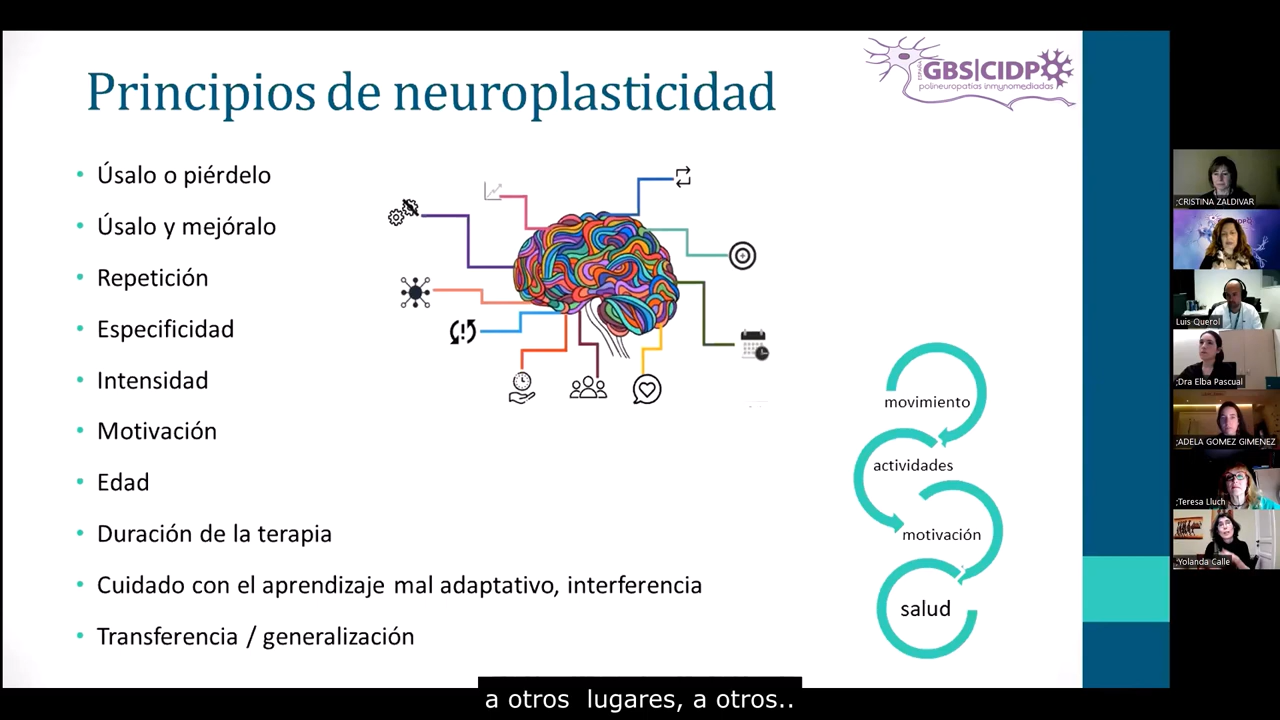 Principios de neuroplasticidad
ESPAÑA
GBS|CIDP
polineuropatías inmunomediadas
• Úsalo o piérdelo
• Úsalo y mejóralo
• Repetición
• Especificidad
• Intensidad
• Motivación
• Edad
• Duración de la terapia
• Cuidado con el aprendizaje mal adaptativo, interferencia
• Transferencia / generalización
movimiento
actividades
motivación
salud
;CRISTINA ZALDIVAR
Luis Querol
;Dra Elba Pascual
;ADELA GOMEZ GIMENEZ
;Teresa Lluch
;Yolanda Calle
a otros lugares, a otros..